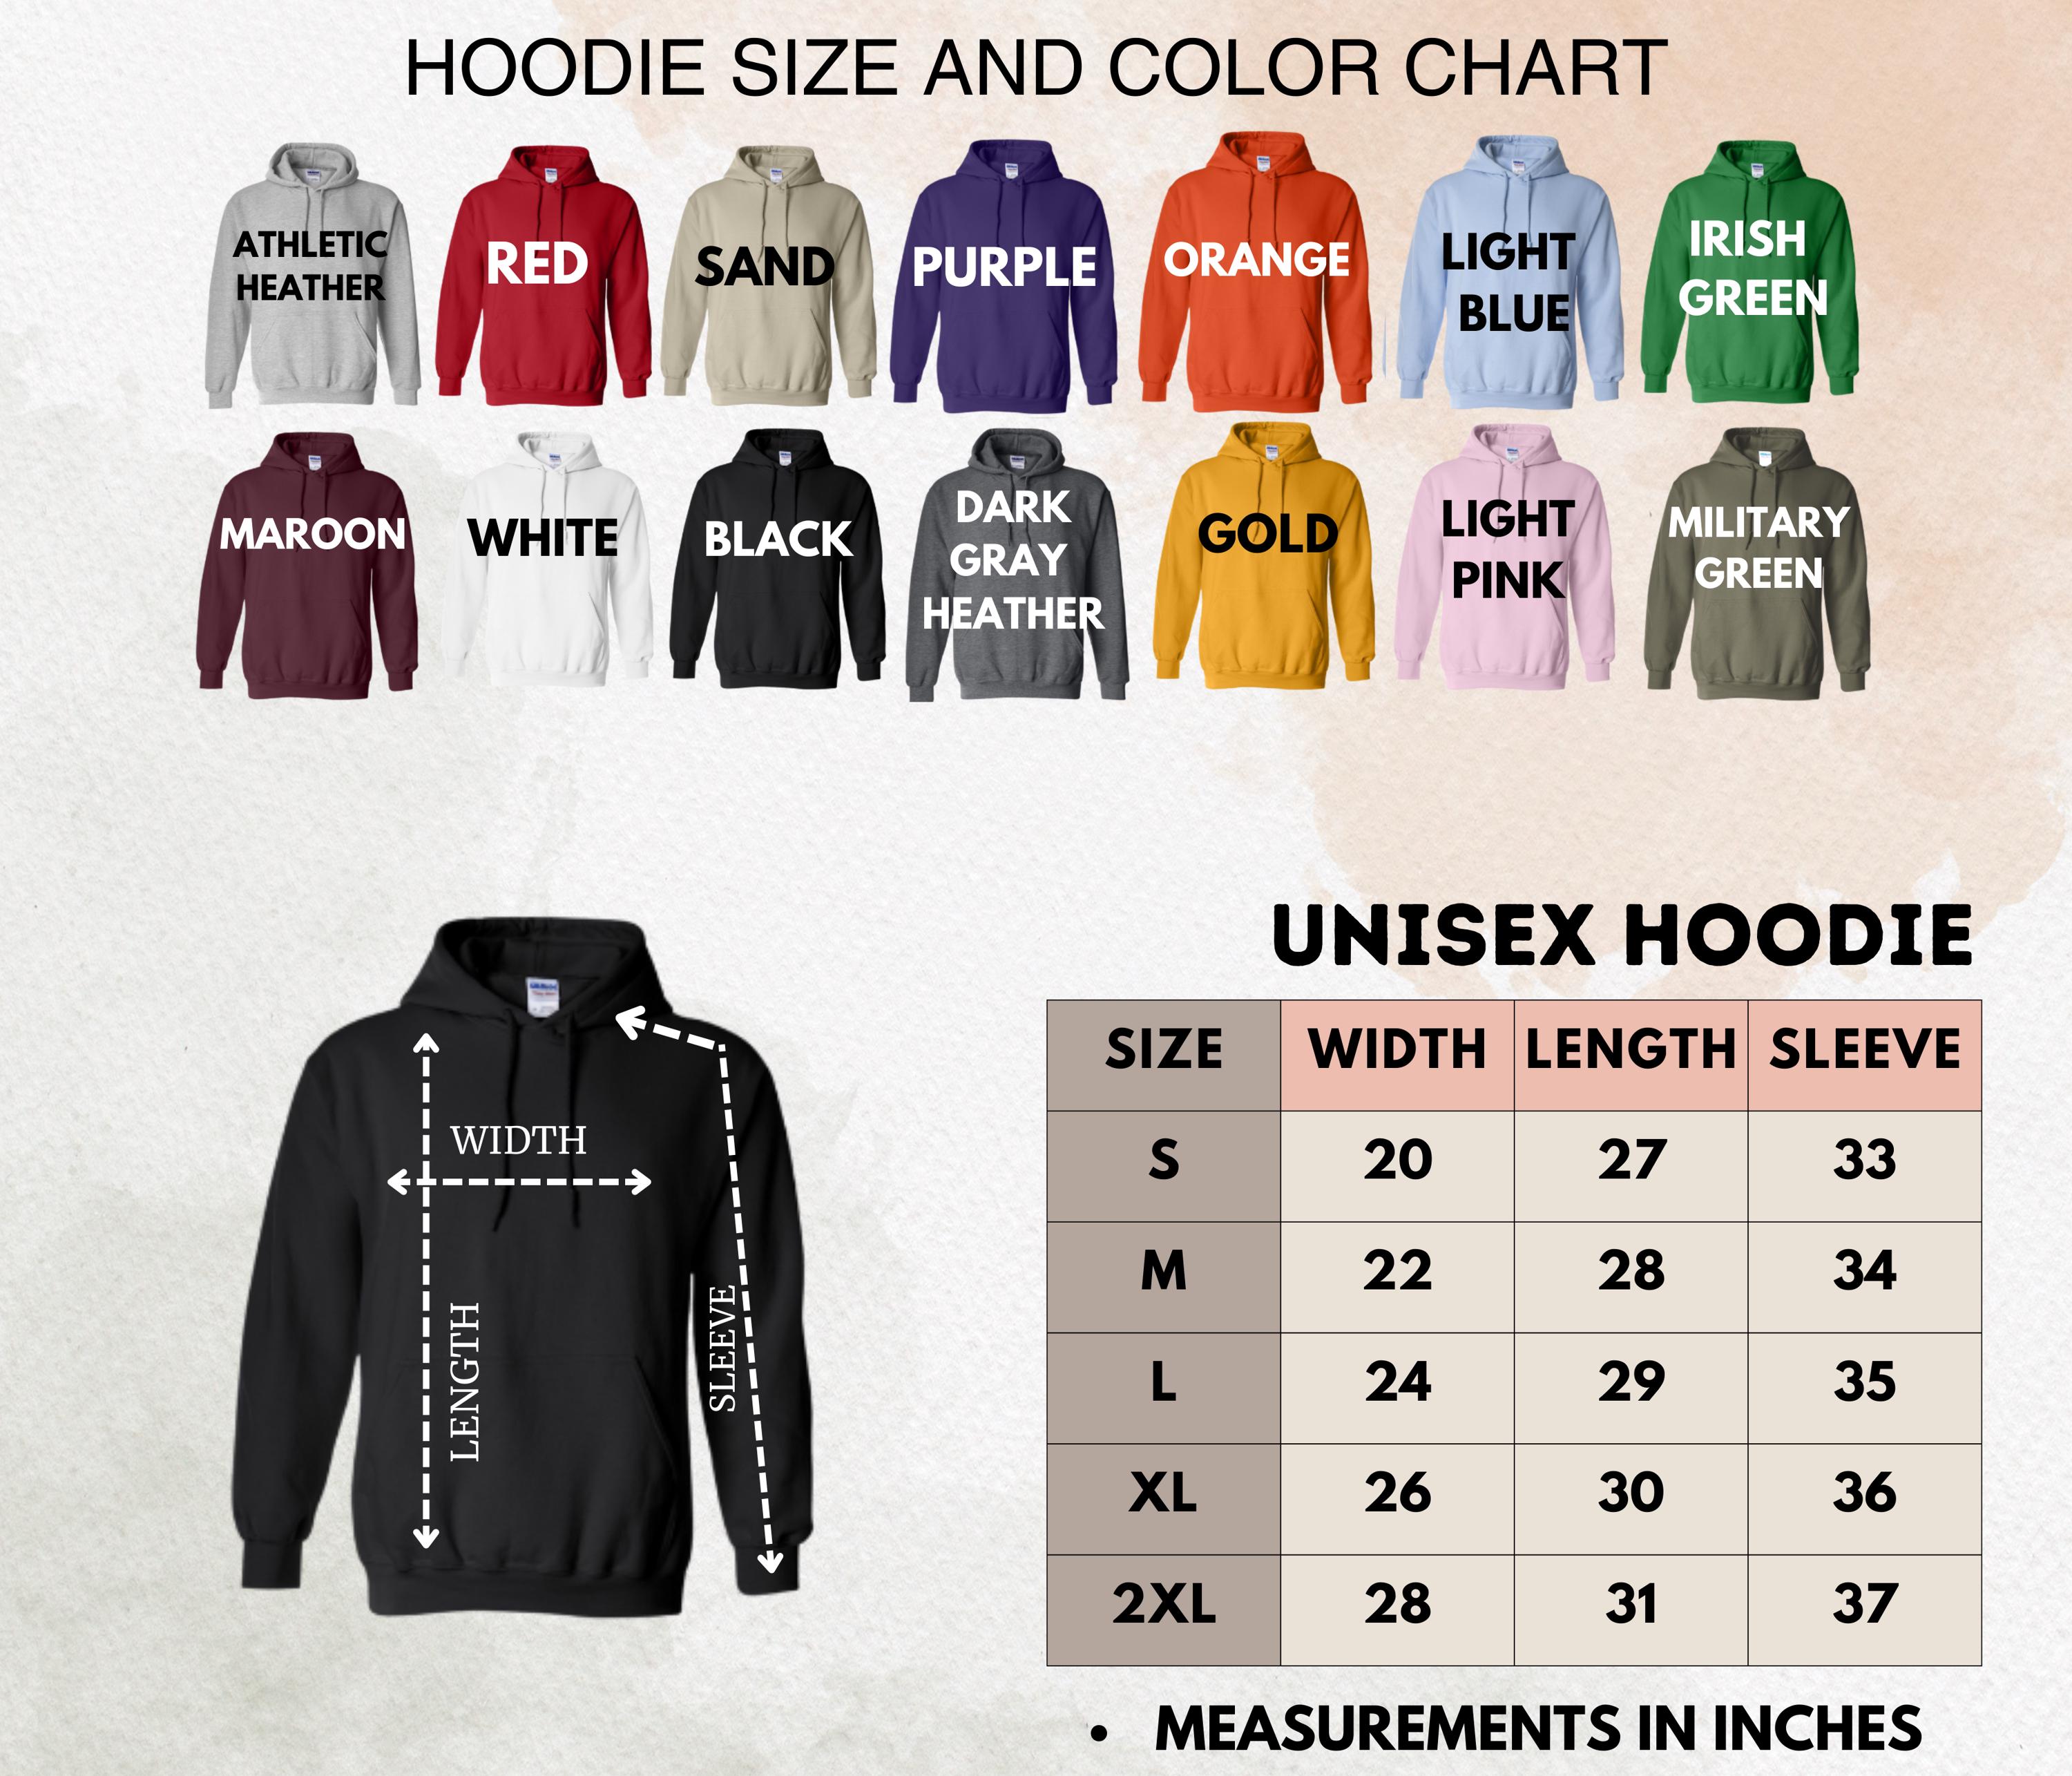 HOODIE SIZE AND COLOR CHART
ATHLETIC
HEATHER
RED
SAND
PURPLE
ORANGE
LIGHT
BLUE
IRISH
GREEN
MAROON
WHITE
BLACK
DARK
GRAY
HEATHER
GOLD
LIGHT
PINK
MILITARY
GREEN
WIDTH
LENGTH
SLEEVE
UNISEX HOODIE
SIZE WIDTH LENGTH SLEEVE
S 20 27 33
M 22 28 34
L 24 29 35
XL 26 30 36
2XL 28 31 37
• MEASUREMENTS IN INCHES